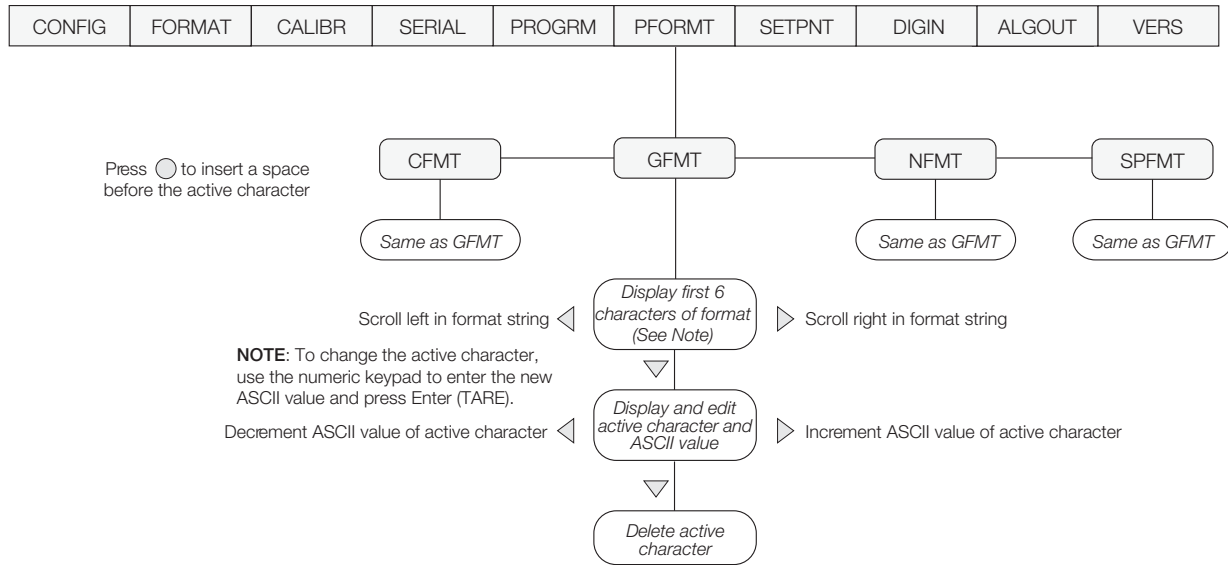 CONFIG FORMAT CALIBR SERIAL PROGRM PFORMT SETPNT DIGIN ALGOUT VERS
Press to insert a space
before the active character
CFMT GFMT NFMT SPFMT
Same as GFMT Same as GFMT Same as GFMT
Display first 6
characters of format
(See Note)
Scroll left in format string
Scroll right in format string
NOTE: To change the active character,
use the numeric keypad to enter the new
ASCII value and press Enter (TARE).
Display and edit
active character and
ASCII value
Decrement ASCII value of active character
Increment ASCII value of active character
Delete active
character